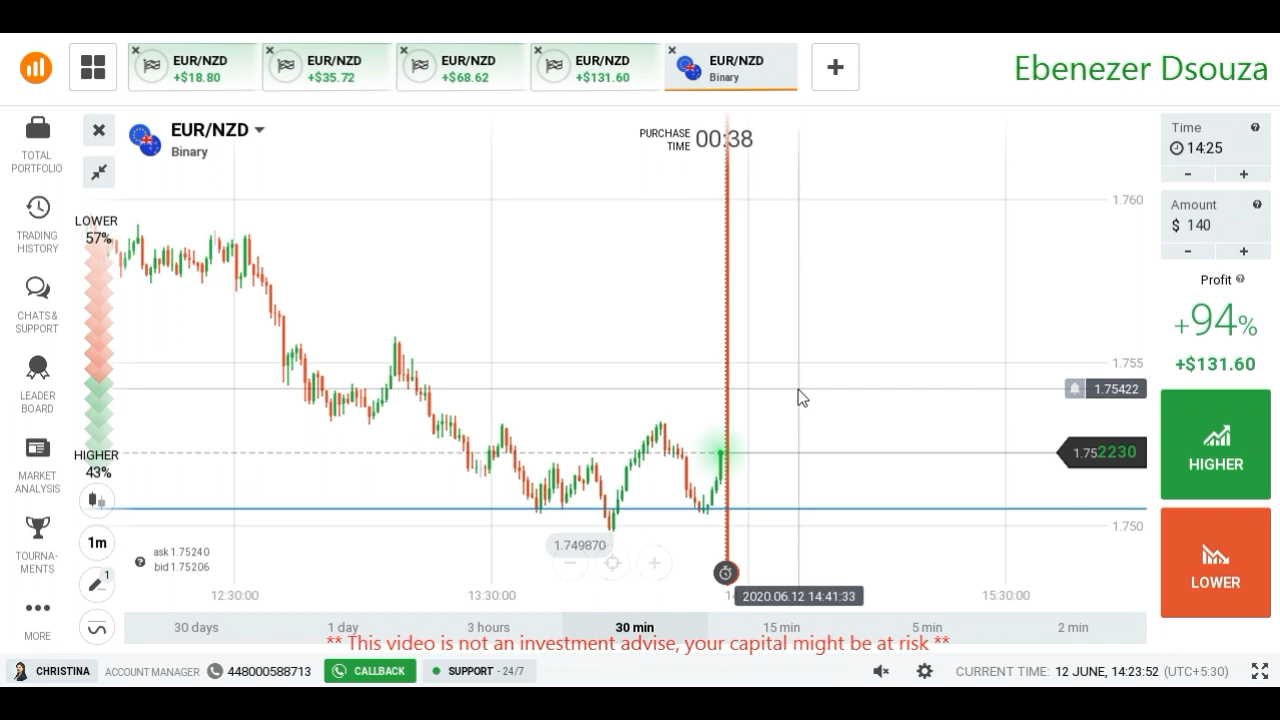 EUR/NZD
+$18.80
EUR/NZD
+$35.72
EUR/NZD
+$68.62
EUR/NZD
+$131.60
EUR/NZD
Binary
+
Ebenezer Dsouza
TOTAL
PORTFOLIO
TRADING
HISTORY
CHATS &
SUPPORT
LEADER
BOARD
MARKET
ANALYSIS
TOURNA-
MENTS
MORE
EUR/NZD
Binary
PURCHASE
TIME
00:38
LOWER
57%
HIGHER
43%
1m
1
ask 1.75240
bid 1.75206
1.749870
1.760
1.755
1.75422
1.752230
1.750
12:30:00
13:30:00
2020.06.12 14:41:33
15:30:00
30 days
1 day
3 hours
30 min
15 min
5 min
2 min
** This video is not an investment advise, your capital might be at risk **
Time
14:25
- +
Amount
$ 140
- +
Profit
+94%
+$131.60
HIGHER
LOWER
CHRISTINA
ACCOUNT MANAGER
448000588713
CALLBACK
SUPPORT - 24/7
CURRENT TIME: 12 JUNE, 14:23:52 (UTC+5:30)